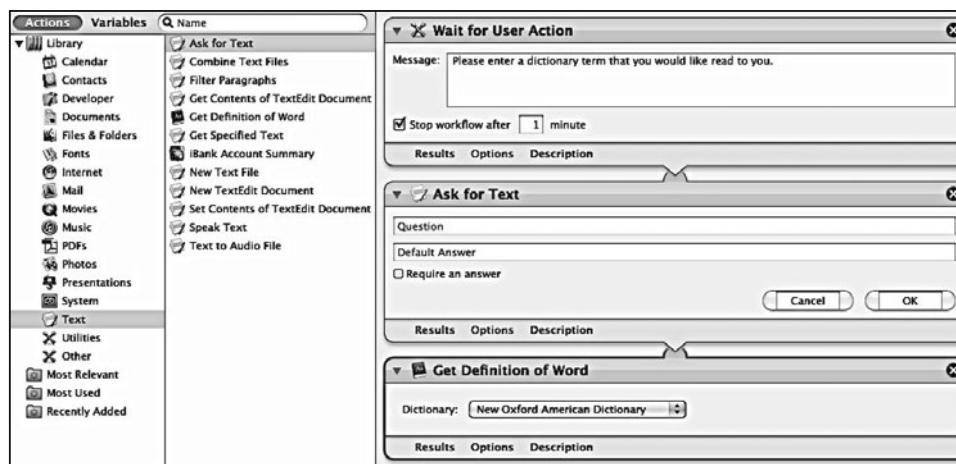 Actions Variables Name
Library
Calendar
Contacts
Developer
Documents
Files & Folders
Fonts
Internet
Mail
Movies
Music
PDFs
Photos
Presentations
System
Text
Utilities
Other
Most Relevant
Most Used
Recently Added
Ask for Text
Combine Text Files
Filter Paragraphs
Get Contents of TextEdit Document
Get Definition of Word
Get Specified Text
iBank Account Summary
New Text File
New TextEdit Document
Set Contents of TextEdit Document
Speak Text
Text to Audio File
Wait for User Action
Message: Please enter a dictionary term that you would like read to you.
Stop workflow after 1 minute
Results Options Description
Ask for Text
Question
Default Answer
Require an answer
Cancel OK
Results Options Description
Get Definition of Word
Dictionary: New Oxford American Dictionary
Results Options Description